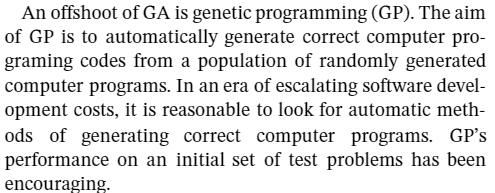 An offshoot of GA is genetic programming (GP). The aim
of GP is to automatically generate correct computer pro-
graming codes from a population of randomly generated
computer programs. In an era of escalating software devel-
opment costs, it is reasonable to look for automatic meth-
ods of generating correct computer programs. GP's
performance on an initial set of test problems has been
encouraging.